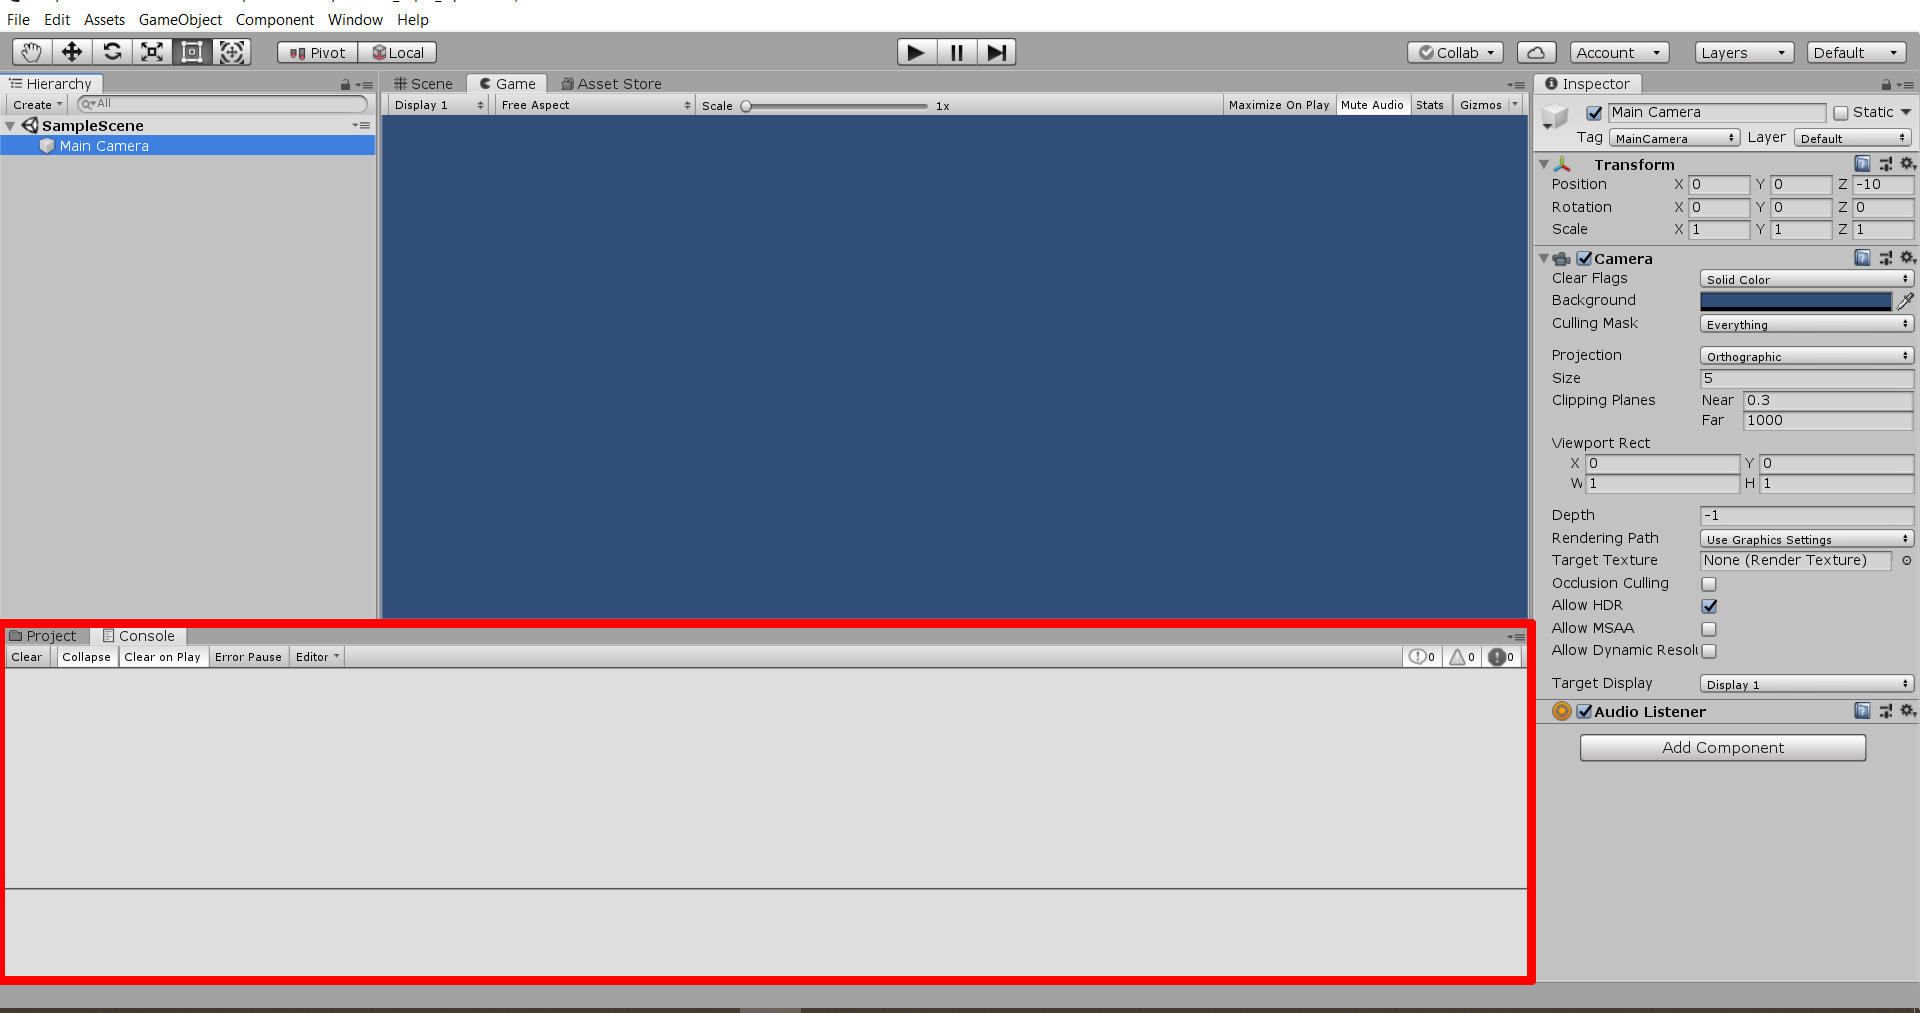 File Edit Assets GameObject Component Window Help
Pivot Local Collab Account Layers Default
Hierarchy
Create All
SampleScene
Main Camera
Scene Game Asset Store
Display 1 Free Aspect Scale 1x Maximize On Play Mute Audio Stats Gizmos
Inspector
Main Camera Static
Tag MainCamera Layer Default
Transform
Position X 0 Y 0 Z -10
Rotation X 0 Y 0 Z 0
Scale X 1 Y 1 Z 1
Camera
Clear Flags Solid Color
Background
Culling Mask Everything
Projection Orthographic
Size 5
Clipping Planes Near 0.3
Far 1000
Viewport Rect
X 0 Y 0
W 1 H 1
Depth -1
Rendering Path Use Graphics Settings
Target Texture None (Render Texture)
Occlusion Culling
Allow HDR
Allow MSAA
Allow Dynamic Resolu
Target Display Display 1
Audio Listener
Add Component
Project Console
Clear Collapse Clear on Play Error Pause Editor 0 0 0